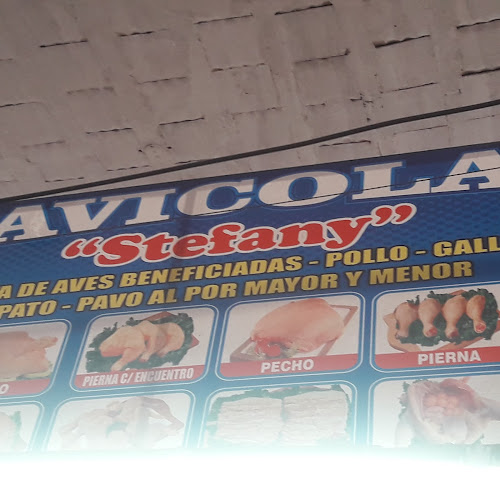 AVICOLA
"Stefany"
A DE AVES BENEFICIADAS - POLLO - GALL
PATO - PAVO AL POR MAYOR Y MENOR
O
PIERNA C/ ENCUENTRO
PECHO
PIERNA